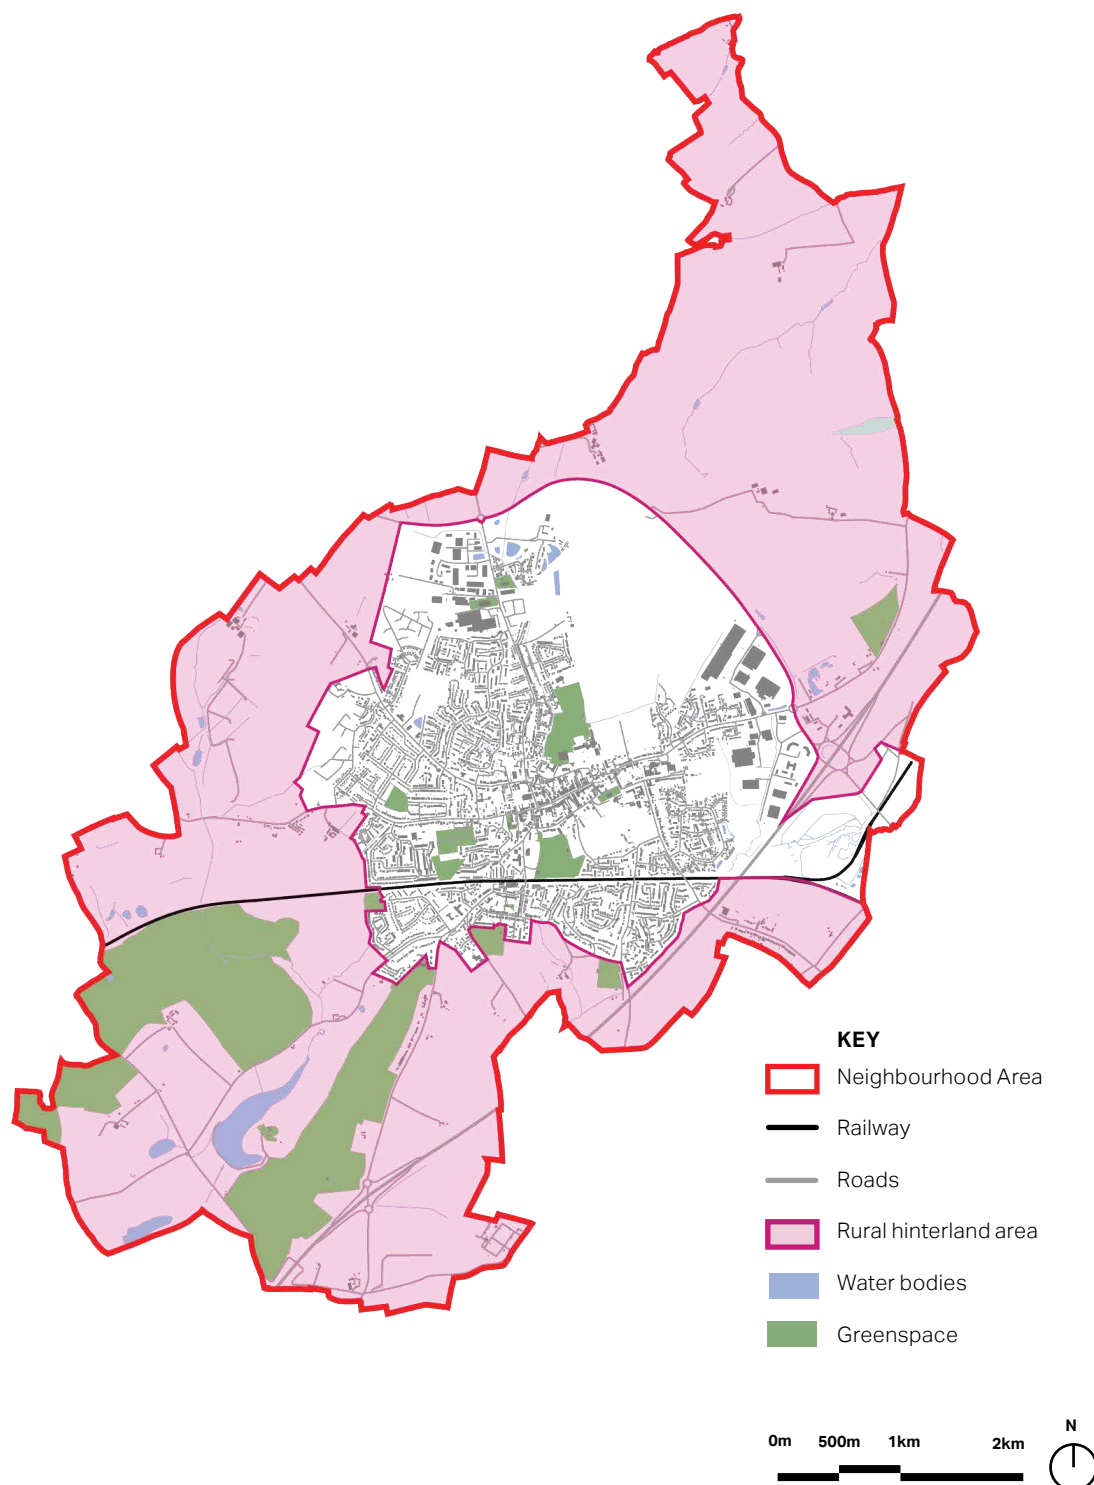 KEY
Neighbourhood Area
Railway
Roads
Rural hinterland area
Water bodies
Greenspace
0m 500m 1km 2km
N